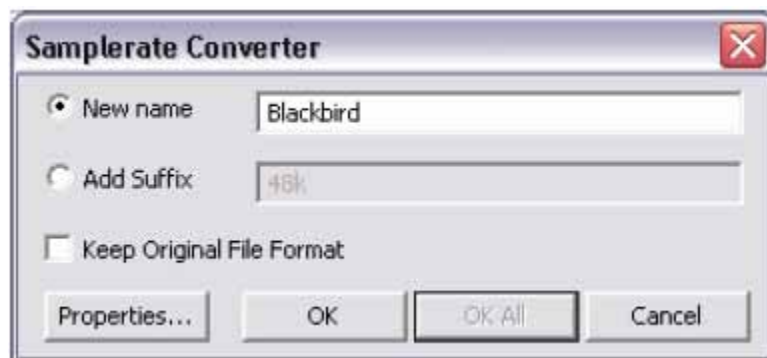 Samplerate Converter
New name
Blackbird
Add Suffix
48k
Keep Original File Format
Properties... OK OK All Cancel